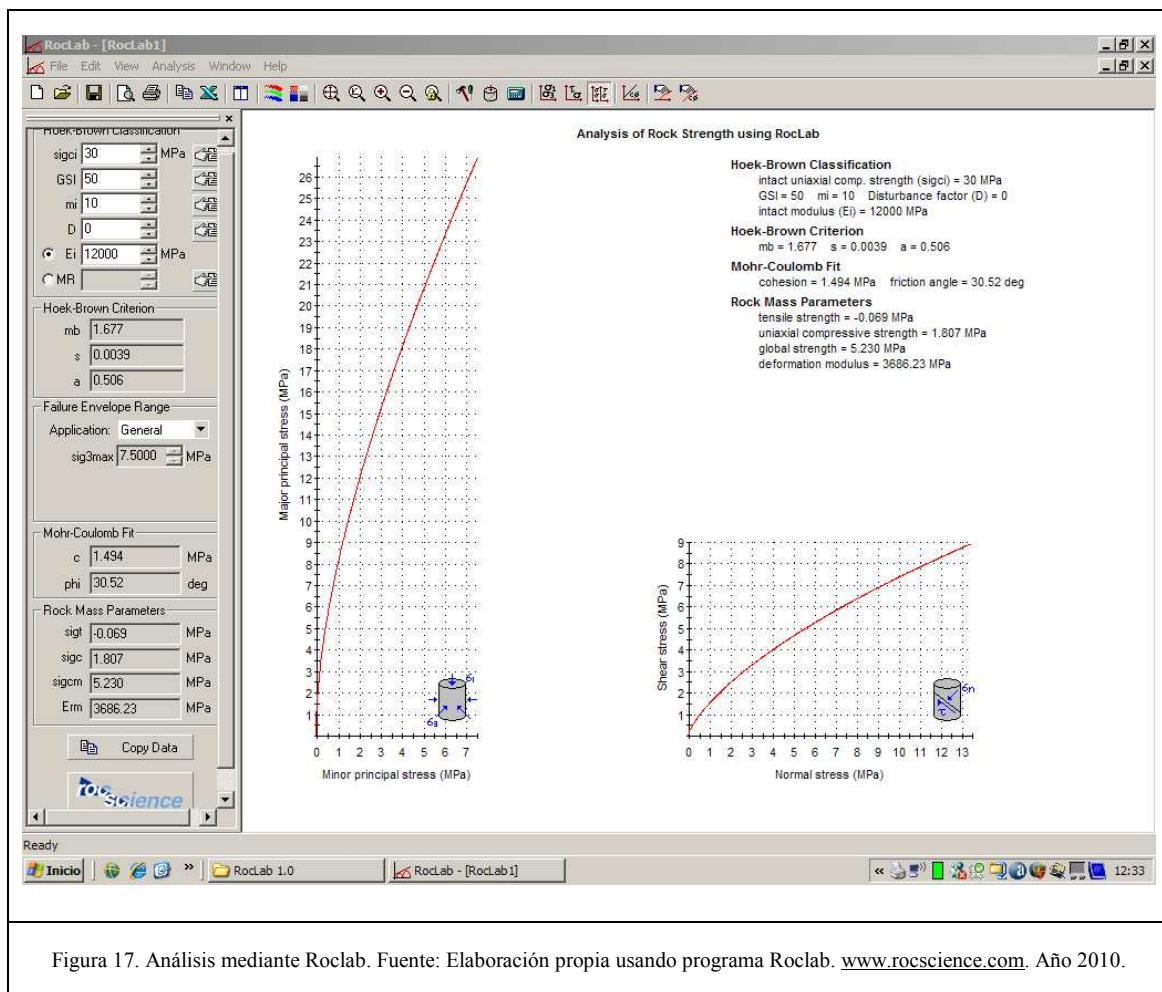 RocLab - [RocLab1]
File Edit View Analysis Window Help
Hoek-Brown Classification
sigci 30 MPa
GSI 50
mi 10
D 0
Ei 12000 MPa
MR
Hoek-Brown Criterion
mb 1.677
s 0.0039
a 0.506
Failure Envelope Range
Application: General
sig3max 7.5000 MPa
Mohr-Coulomb Fit
c 1.494 MPa
phi 30.52 deg
Rock Mass Parameters
sigt -0.069 MPa
sigc 1.807 MPa
sigcm 5.230 MPa
Erm 3686.23 MPa
Copy Data
rocscience
Analysis of Rock Strength using RocLab
Hoek-Brown Classification
intact uniaxial comp. strength (sigci) = 30 MPa
GSI = 50 mi = 10 Disturbance factor (D) = 0
intact modulus (Ei) = 12000 MPa
Hoek-Brown Criterion
mb = 1.677 s = 0.0039 a = 0.506
Mohr-Coulomb Fit
cohesion = 1.494 MPa friction angle = 30.52 deg
Rock Mass Parameters
tensile strength = -0.069 MPa
uniaxial compressive strength = 1.807 MPa
global strength = 5.230 MPa
deformation modulus = 3686.23 MPa
Major principal stress (MPa)
26
25
24
23
22
21
20
19
18
17
16
15
14
13
12
11
10
9
8
7
6
5
4
3
2
1
0 1 2 3 4 5 6 7
Minor principal stress (MPa)
σ1
σ3
Shear stress (MPa)
9
8
7
6
5
4
3
2
1
0 1 2 3 4 5 6 7 8 9 10 11 12 13
Normal stress (MPa)
σn
τ
Ready
Inicio » RocLab 1.0 RocLab - [RocLab1] « 12:33
Figura 17. Análisis mediante Roclab. Fuente: Elaboración propia usando programa Roclab. www.rocscience.com. Año 2010.